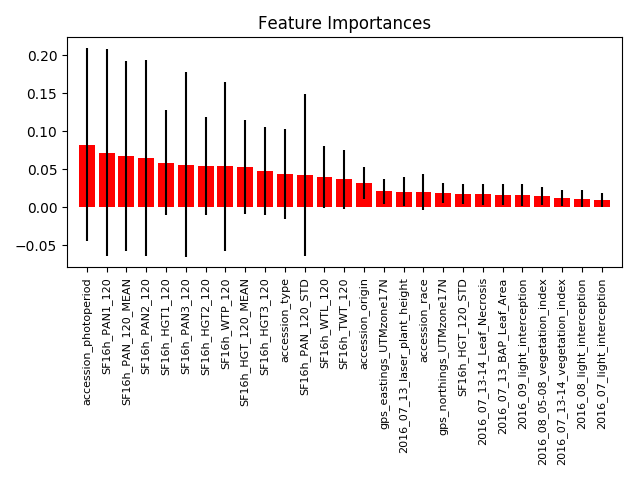 Feature Importances
0.20
0.15
0.10
0.05
0.00
−0.05
accession_photoperiod
SF16h_PAN1_120
SF16h_PAN_120_MEAN
SF16h_PAN2_120
SF16h_HGT1_120
SF16h_PAN3_120
SF16h_HGT2_120
SF16h_WTP_120
SF16h_HGT_120_MEAN
SF16h_HGT3_120
accession_type
SF16h_PAN_120_STD
SF16h_WTL_120
SF16h_TWT_120
accession_origin
gps_eastings_UTMzone17N
2016_07_13_laser_plant_height
accession_race
gps_northings_UTMzone17N
SF16h_HGT_120_STD
2016_07_13-14_Leaf_Necrosis
2016_07_13_BAP_Leaf_Area
2016_09_light_interception
2016_08_05-08_vegetation_index
2016_07_13-14_vegetation_index
2016_08_light_interception
2016_07_light_interception